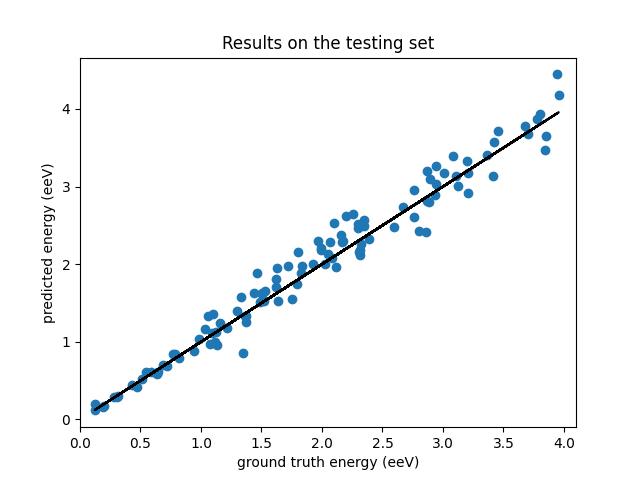 Results on the testing set
predicted energy (eeV)
4
3
2
1
0
0.0 0.5 1.0 1.5 2.0 2.5 3.0 3.5 4.0
ground truth energy (eeV)